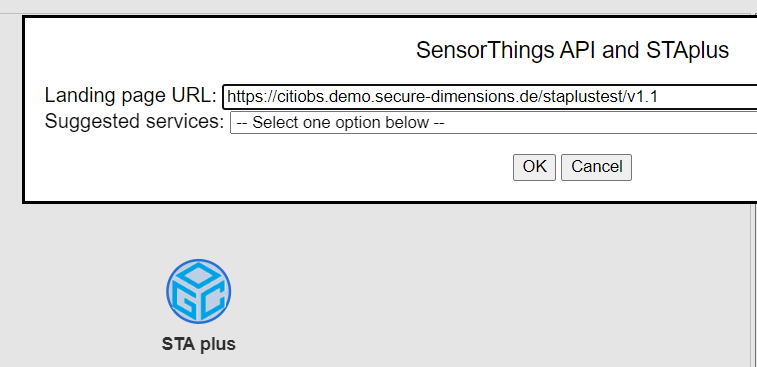 SensorThings API and STAplus
Landing page URL: https://citiobs.demo.secure-dimensions.de/staplustest/v1.1
Suggested services: -- Select one option below --
OK Cancel
OGC
STA plus